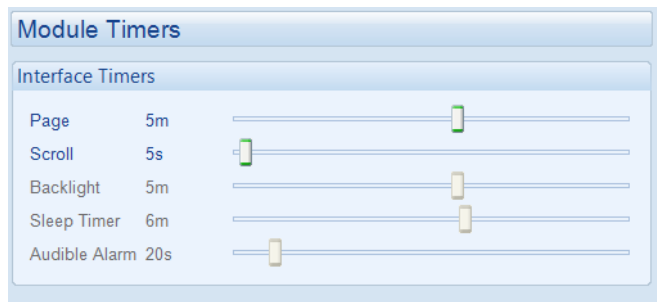 Module Timers
Interface Timers
Page 5m
Scroll 5s
Backlight 5m
Sleep Timer 6m
Audible Alarm 20s